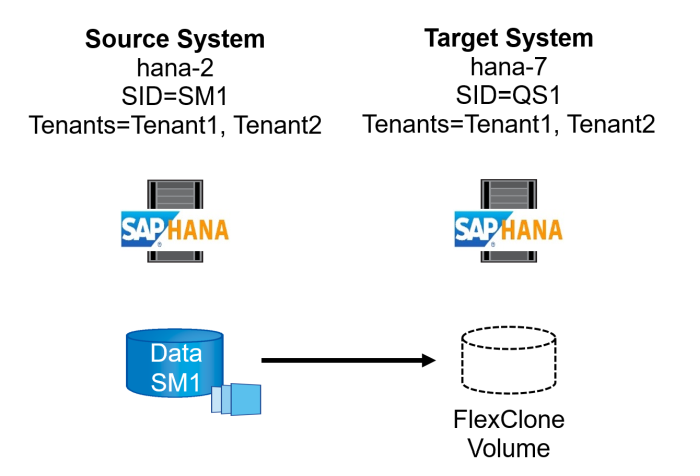 Source System
hana-2
SID=SM1
Tenants=Tenant1, Tenant2
Target System
hana-7
SID=QS1
Tenants=Tenant1, Tenant2
SAP HANA
SAP HANA
Data
SM1
FlexClone
Volume